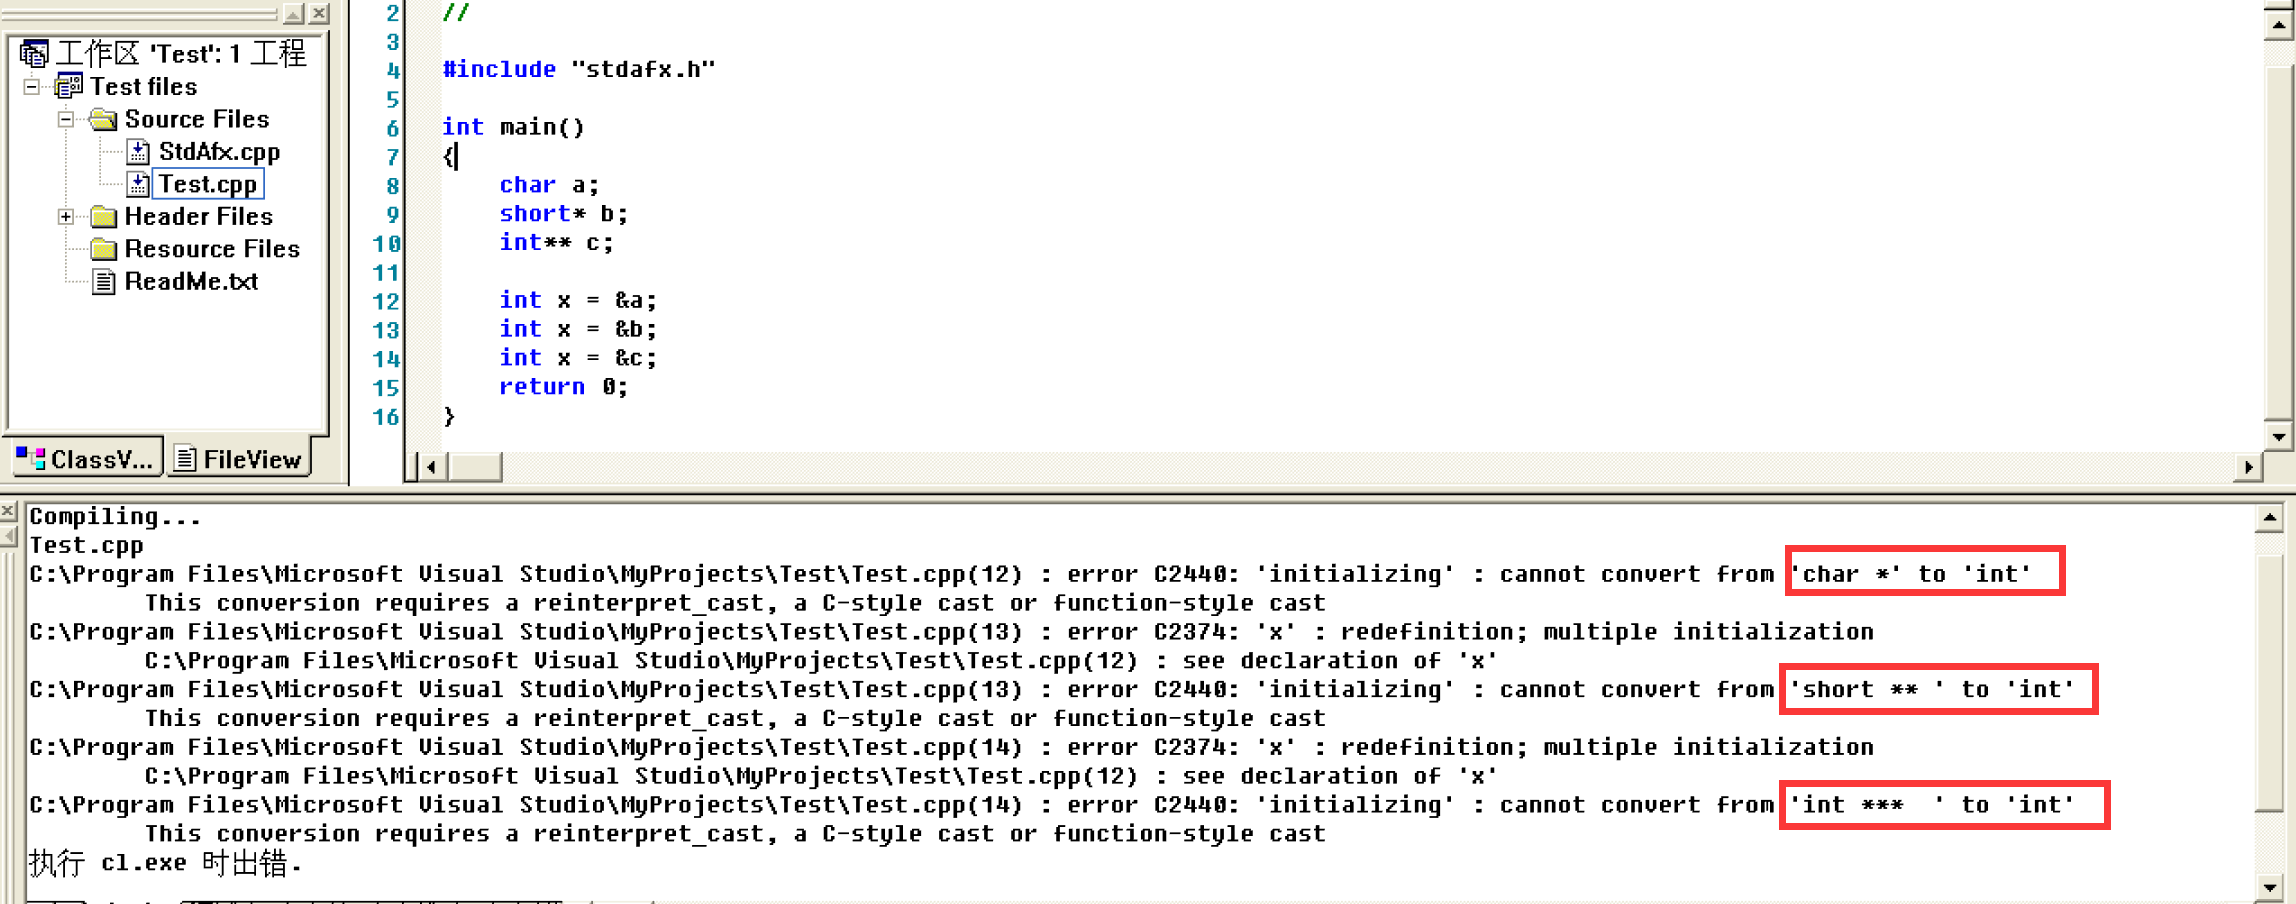 工作区 'Test': 1 工程
Test files
Source Files
StdAfx.cpp
Test.cpp
Header Files
Resource Files
ReadMe.txt
ClassV...
FileView
2 //
3
4 #include "stdafx.h"
5
6 int main()
7 {
8 char a;
9 short* b;
10 int** c;
11
12 int x = &a;
13 int x = &b;
14 int x = &c;
15 return 0;
16 }
Compiling...
Test.cpp
C:\Program Files\Microsoft Visual Studio\MyProjects\Test\Test.cpp(12) : error C2440: 'initializing' : cannot convert from 'char *' to 'int'
This conversion requires a reinterpret_cast, a C-style cast or function-style cast
C:\Program Files\Microsoft Visual Studio\MyProjects\Test\Test.cpp(13) : error C2374: 'x' : redefinition; multiple initialization
C:\Program Files\Microsoft Visual Studio\MyProjects\Test\Test.cpp(12) : see declaration of 'x'
C:\Program Files\Microsoft Visual Studio\MyProjects\Test\Test.cpp(13) : error C2440: 'initializing' : cannot convert from 'short ** ' to 'int'
This conversion requires a reinterpret_cast, a C-style cast or function-style cast
C:\Program Files\Microsoft Visual Studio\MyProjects\Test\Test.cpp(14) : error C2374: 'x' : redefinition; multiple initialization
C:\Program Files\Microsoft Visual Studio\MyProjects\Test\Test.cpp(12) : see declaration of 'x'
C:\Program Files\Microsoft Visual Studio\MyProjects\Test\Test.cpp(14) : error C2440: 'initializing' : cannot convert from 'int ***  ' to 'int'
This conversion requires a reinterpret_cast, a C-style cast or function-style cast
执行 cl.exe 时出错.